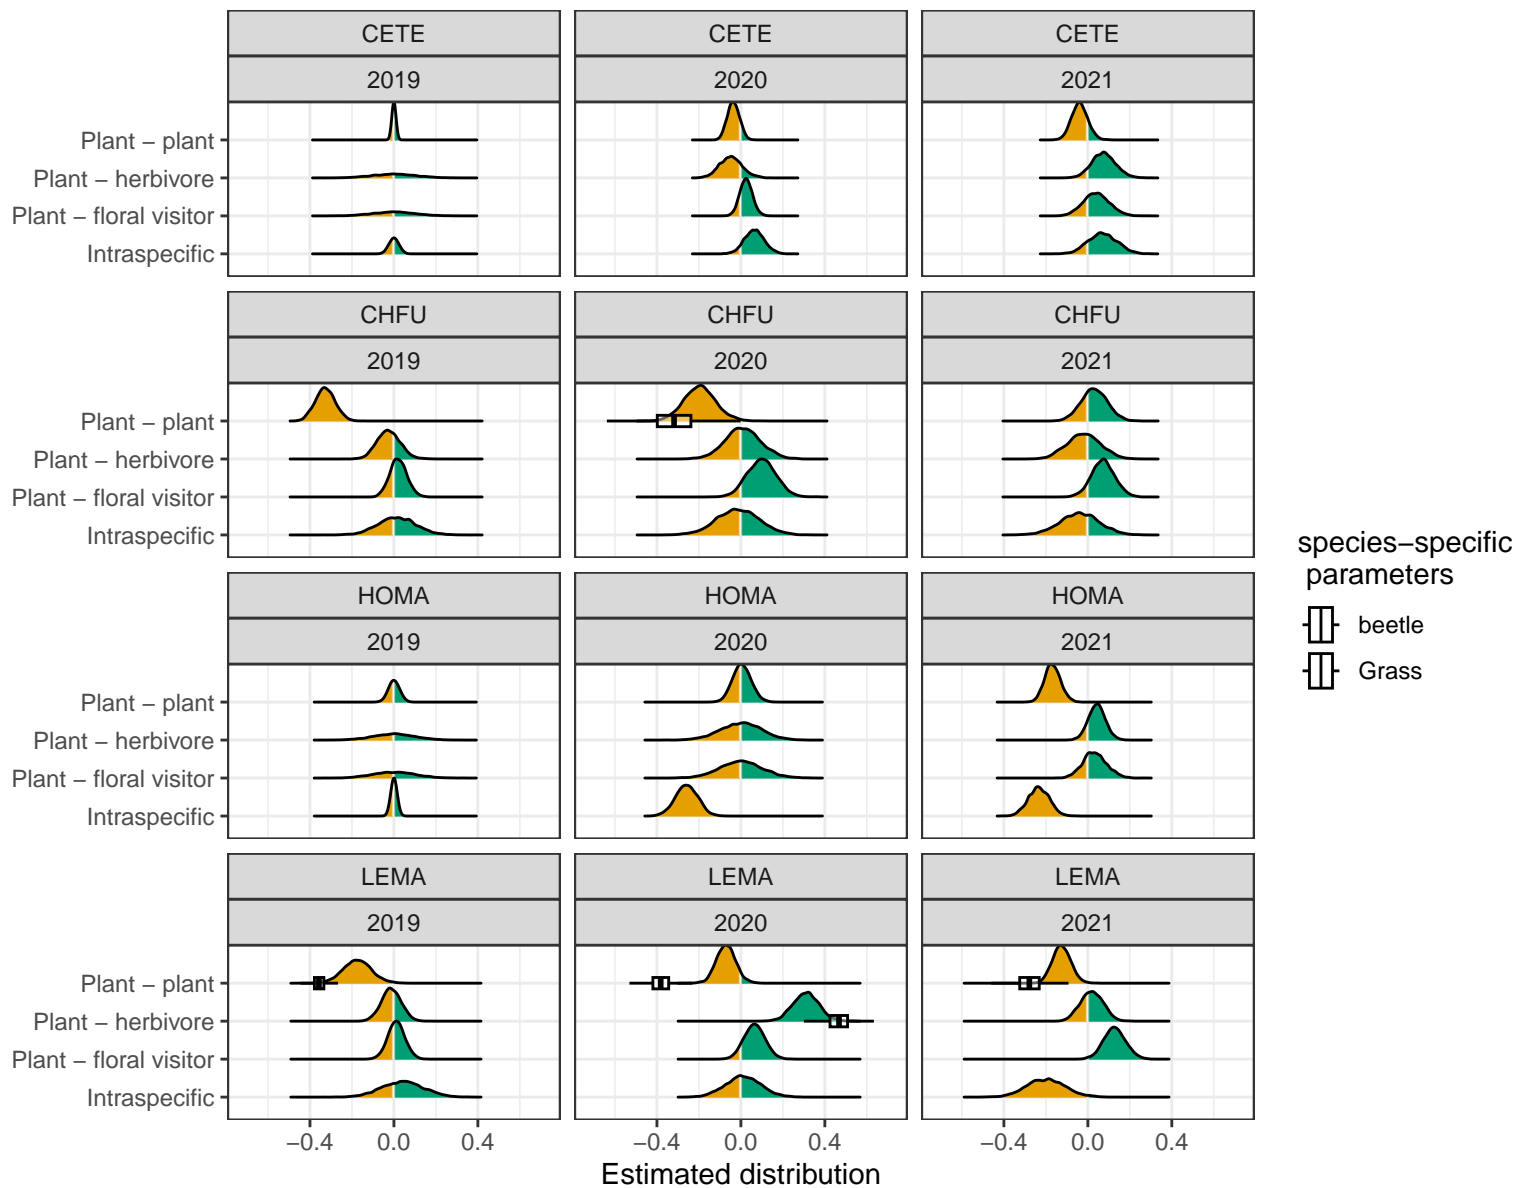 CETE
CETE
CETE
2019
2020
2021
Plant − plant
Plant − herbivore
Plant − floral visitor
Intraspecific
CHFU
CHFU
CHFU
2019
2020
2021
Plant − plant
Plant − herbivore
Plant − floral visitor
Intraspecific
HOMA
HOMA
HOMA
2019
2020
2021
Plant − plant
Plant − herbivore
Plant − floral visitor
Intraspecific
LEMA
LEMA
LEMA
2019
2020
2021
Plant − plant
Plant − herbivore
Plant − floral visitor
Intraspecific
−0.4 0.0 0.4
−0.4 0.0 0.4
−0.4 0.0 0.4
Estimated distribution
species−specific
parameters
beetle
Grass